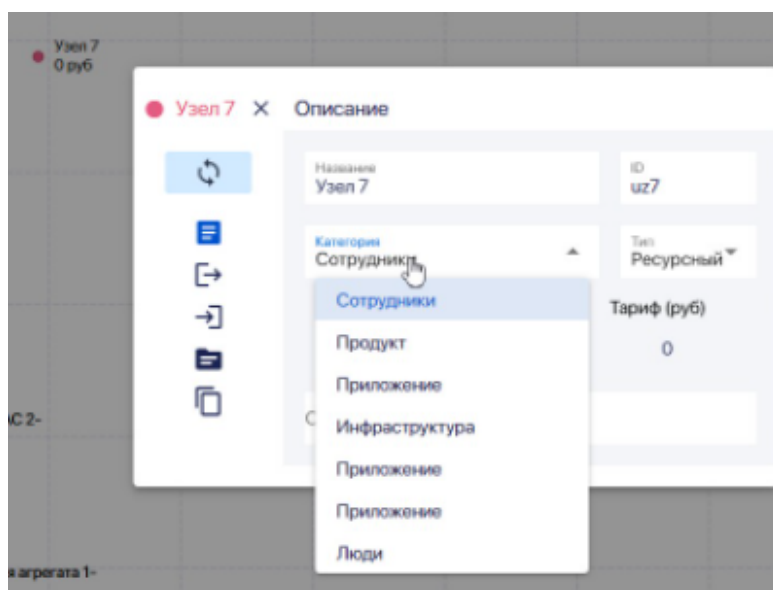 Узел 7
0 руб
Узел 7 × Описание
Название
Узел 7
ID
uz7
Категория
Сотрудники
Тип
Ресурсный
Сотрудники
Тариф (руб)
Продукт
0
Приложение
С
Инфраструктура
АС 2-
Приложение
Приложение
Люди
я агрегата 1-